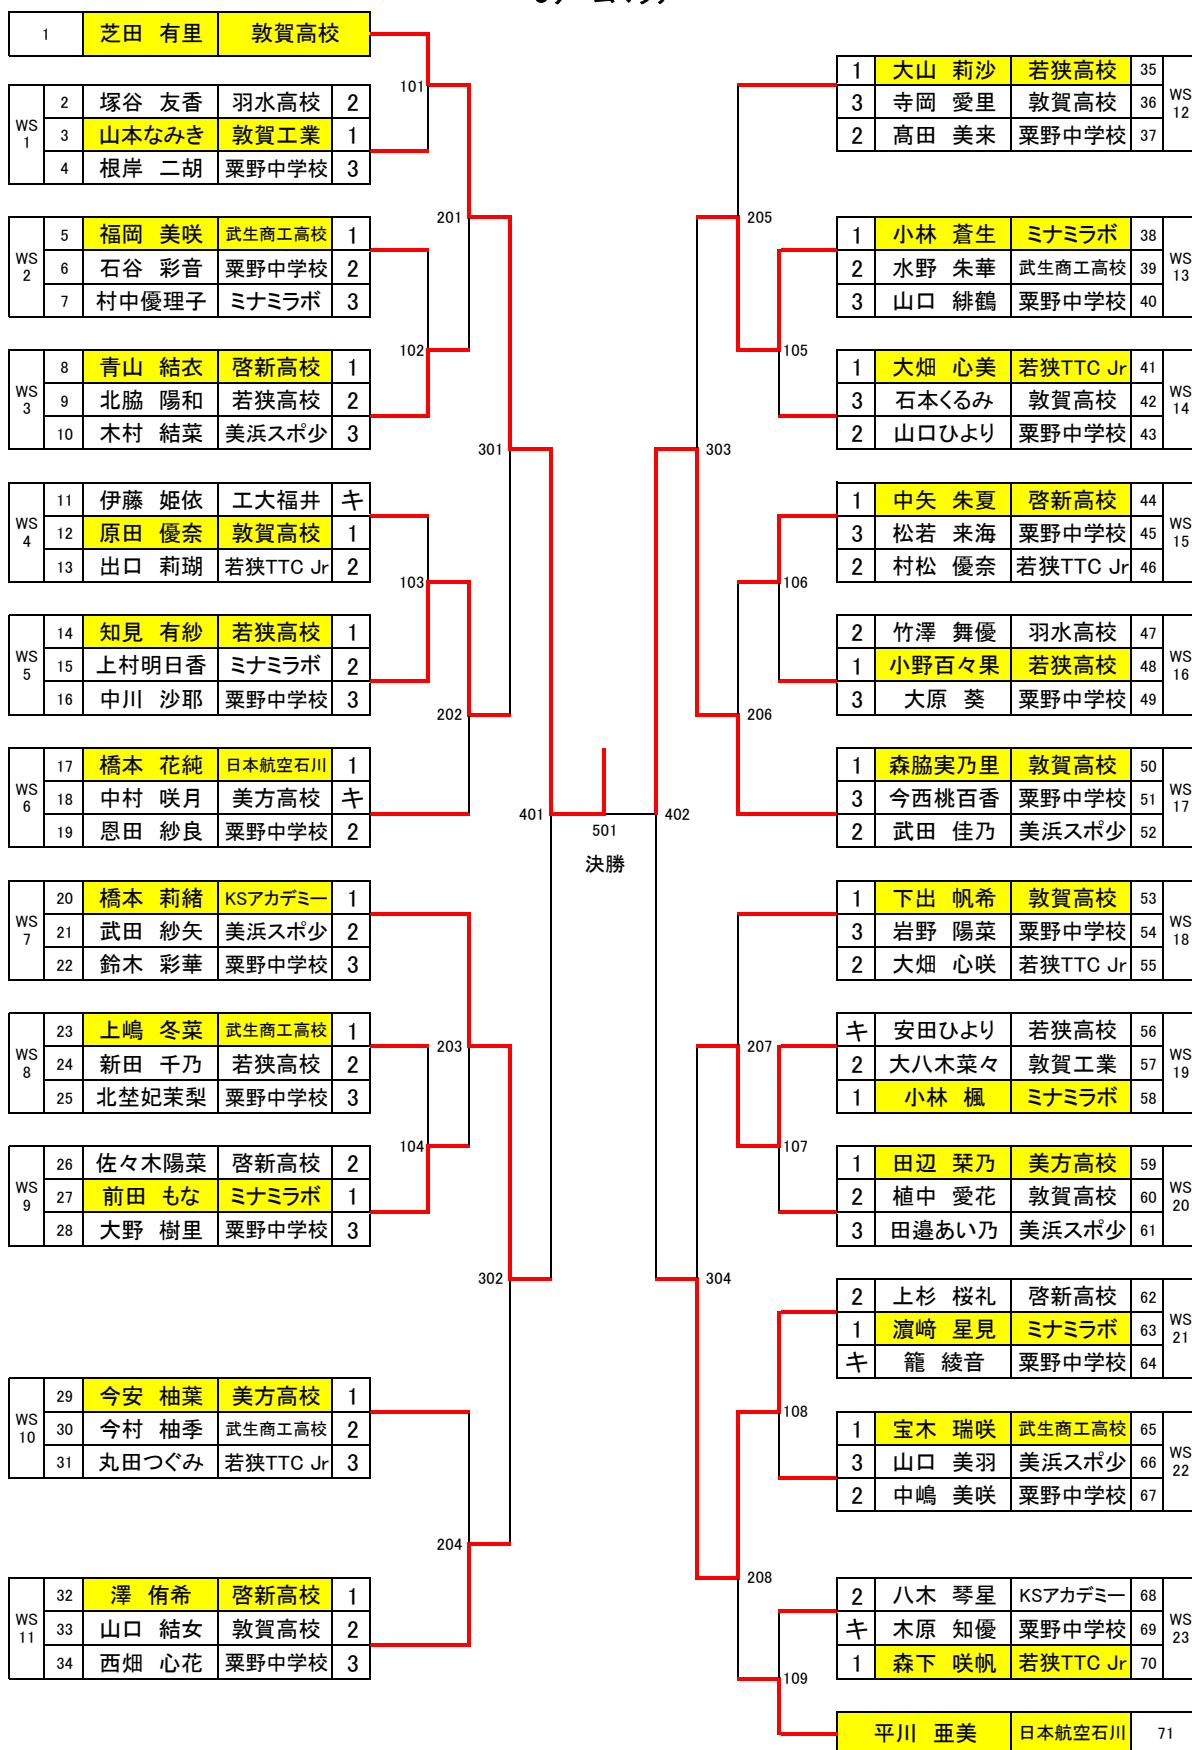 1 芝田 有里 敦賀高校
WS 1
2 塚谷 友香 羽水高校 2
3 山本なみき 敦賀工業 1
4 根岸 二胡 粟野中学校 3
WS 2
5 福岡 美咲 武生商工高校 1
6 石谷 彩音 粟野中学校 2
7 村中優理子 ミナミラボ 3
WS 3
8 青山 結衣 啓新高校 1
9 北脇 陽和 若狭高校 2
10 木村 結菜 美浜スポ少 3
WS 4
11 伊藤 姫依 工大福井 キ
12 原田 優奈 敦賀高校 1
13 出口 莉瑚 若狭TTC Jr 2
WS 5
14 知見 有紗 若狭高校 1
15 上村明日香 ミナミラボ 2
16 中川 沙耶 粟野中学校 3
WS 6
17 橋本 花純 日本航空石川 1
18 中村 咲月 美方高校 キ
19 恩田 紗良 粟野中学校 2
WS 7
20 橋本 莉緒 KSアカデミー 1
21 武田 紗矢 美浜スポ少 2
22 鈴木 彩華 粟野中学校 3
WS 8
23 上嶋 冬菜 武生商工高校 1
24 新田 千乃 若狭高校 2
25 北埜妃茉梨 粟野中学校 3
WS 9
26 佐々木陽菜 啓新高校 2
27 前田 もな ミナミラボ 1
28 大野 樹里 粟野中学校 3
WS 10
29 今安 柚葉 美方高校 1
30 今村 柚季 武生商工高校 2
31 丸田つぐみ 若狭TTC Jr 3
WS 11
32 澤 侑希 啓新高校 1
33 山口 結女 敦賀高校 2
34 西畑 心花 粟野中学校 3
101
102
103
104
201
202
203
204
301
302
401
501
決勝
402
303
304
205
206
207
208
105
106
107
108
109
1 大山 莉沙 若狭高校 35
3 寺岡 愛里 敦賀高校 36
2 髙田 美来 粟野中学校 37
WS 12
1 小林 蒼生 ミナミラボ 38
2 水野 朱華 武生商工高校 39
3 山口 緋鶴 粟野中学校 40
WS 13
1 大畑 心美 若狭TTC Jr 41
3 石本くるみ 敦賀高校 42
2 山口ひより 粟野中学校 43
WS 14
1 中矢 朱夏 啓新高校 44
3 松若 来海 粟野中学校 45
2 村松 優奈 若狭TTC Jr 46
WS 15
2 竹澤 舞優 羽水高校 47
1 小野百々果 若狭高校 48
3 大原 葵 粟野中学校 49
WS 16
1 森脇実乃里 敦賀高校 50
3 今西桃百香 粟野中学校 51
2 武田 佳乃 美浜スポ少 52
WS 17
1 下出 帆希 敦賀高校 53
3 岩野 陽菜 粟野中学校 54
2 大畑 心咲 若狭TTC Jr 55
WS 18
キ 安田ひより 若狭高校 56
2 大八木菜々 敦賀工業 57
1 小林 楓 ミナミラボ 58
WS 19
1 田辺 栞乃 美方高校 59
2 植中 愛花 敦賀高校 60
3 田邉あい乃 美浜スポ少 61
WS 20
2 上杉 桜礼 啓新高校 62
1 濵﨑 星見 ミナミラボ 63
キ 籠 綾音 粟野中学校 64
WS 21
1 宝木 瑞咲 武生商工高校 65
3 山口 美羽 美浜スポ少 66
2 中嶋 美咲 粟野中学校 67
WS 22
2 八木 琴星 KSアカデミー 68
キ 木原 知優 粟野中学校 69
1 森下 咲帆 若狭TTC Jr 70
WS 23
平川 亜美 日本航空石川 71